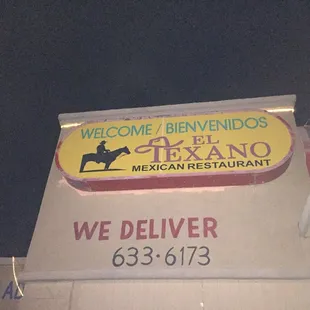 WELCOME / BIENVENIDOS
EL
TEXANO
MEXICAN RESTAURANT
WE DELIVER
633-6173